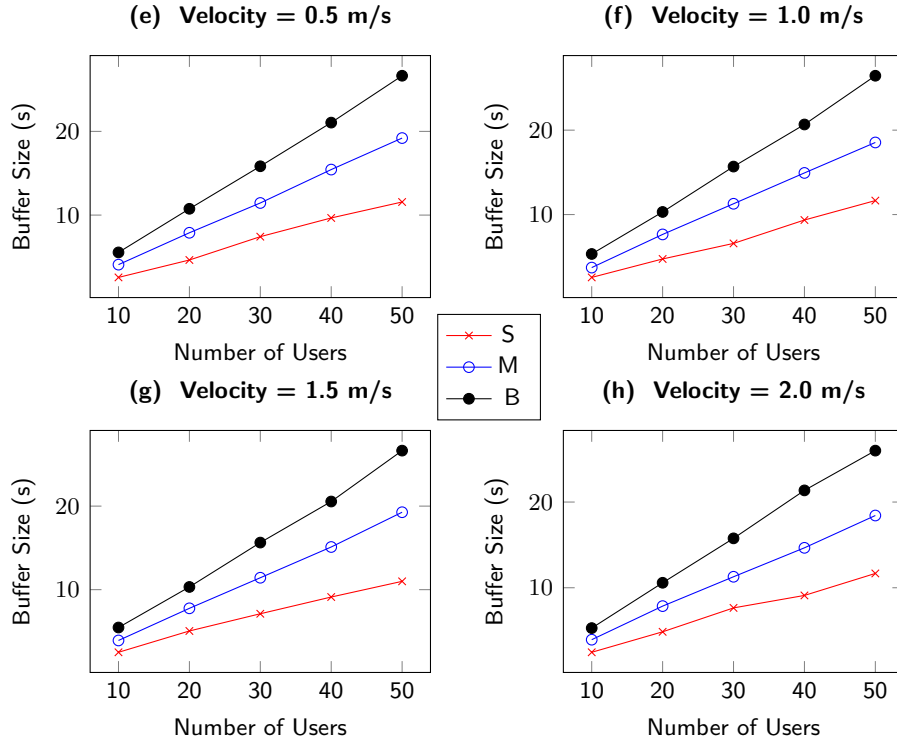 (e) Velocity = 0.5 m/s
Buffer Size (s)
20
10
10 20 30 40 50
Number of Users
(f) Velocity = 1.0 m/s
Buffer Size (s)
20
10
10 20 30 40 50
Number of Users
S
M
B
(g) Velocity = 1.5 m/s
Buffer Size (s)
20
10
10 20 30 40 50
Number of Users
(h) Velocity = 2.0 m/s
Buffer Size (s)
20
10
10 20 30 40 50
Number of Users